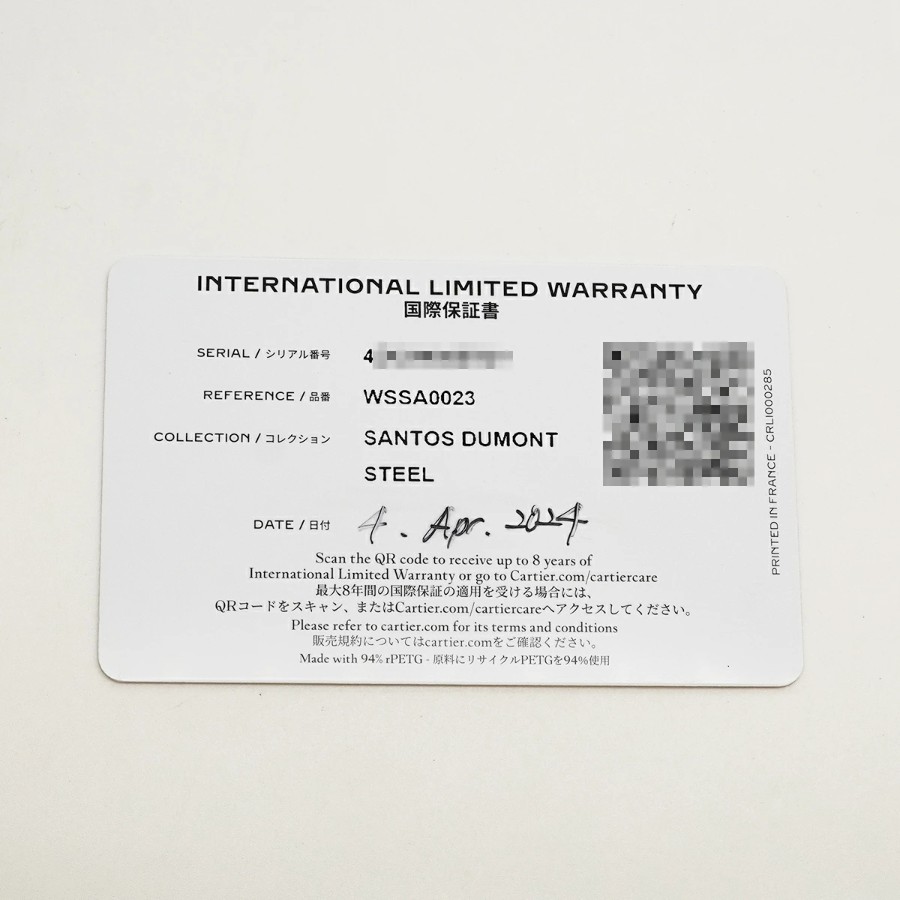 INTERNATIONAL LIMITED WARRANTY
国際保証書
SERIAL / シリアル番号 4
REFERENCE / 品番 WSSA0023
COLLECTION / コレクション SANTOS DUMONT
STEEL
DATE / 日付 4. Apr. 2024
Scan the QR code to receive up to 8 years of
International Limited Warranty or go to Cartier.com/cartiercare
最大8年間の国際保証の適用を受ける場合には、
QRコードをスキャン、またはCartier.com/cartiercareへアクセスしてください。
Please refer to cartier.com for its terms and conditions
販売規約についてはcartier.comをご確認ください。
Made with 94% rPETG - 原料にリサイクルPETGを94%使用
PRINTED IN FRANCE - CRLI000285